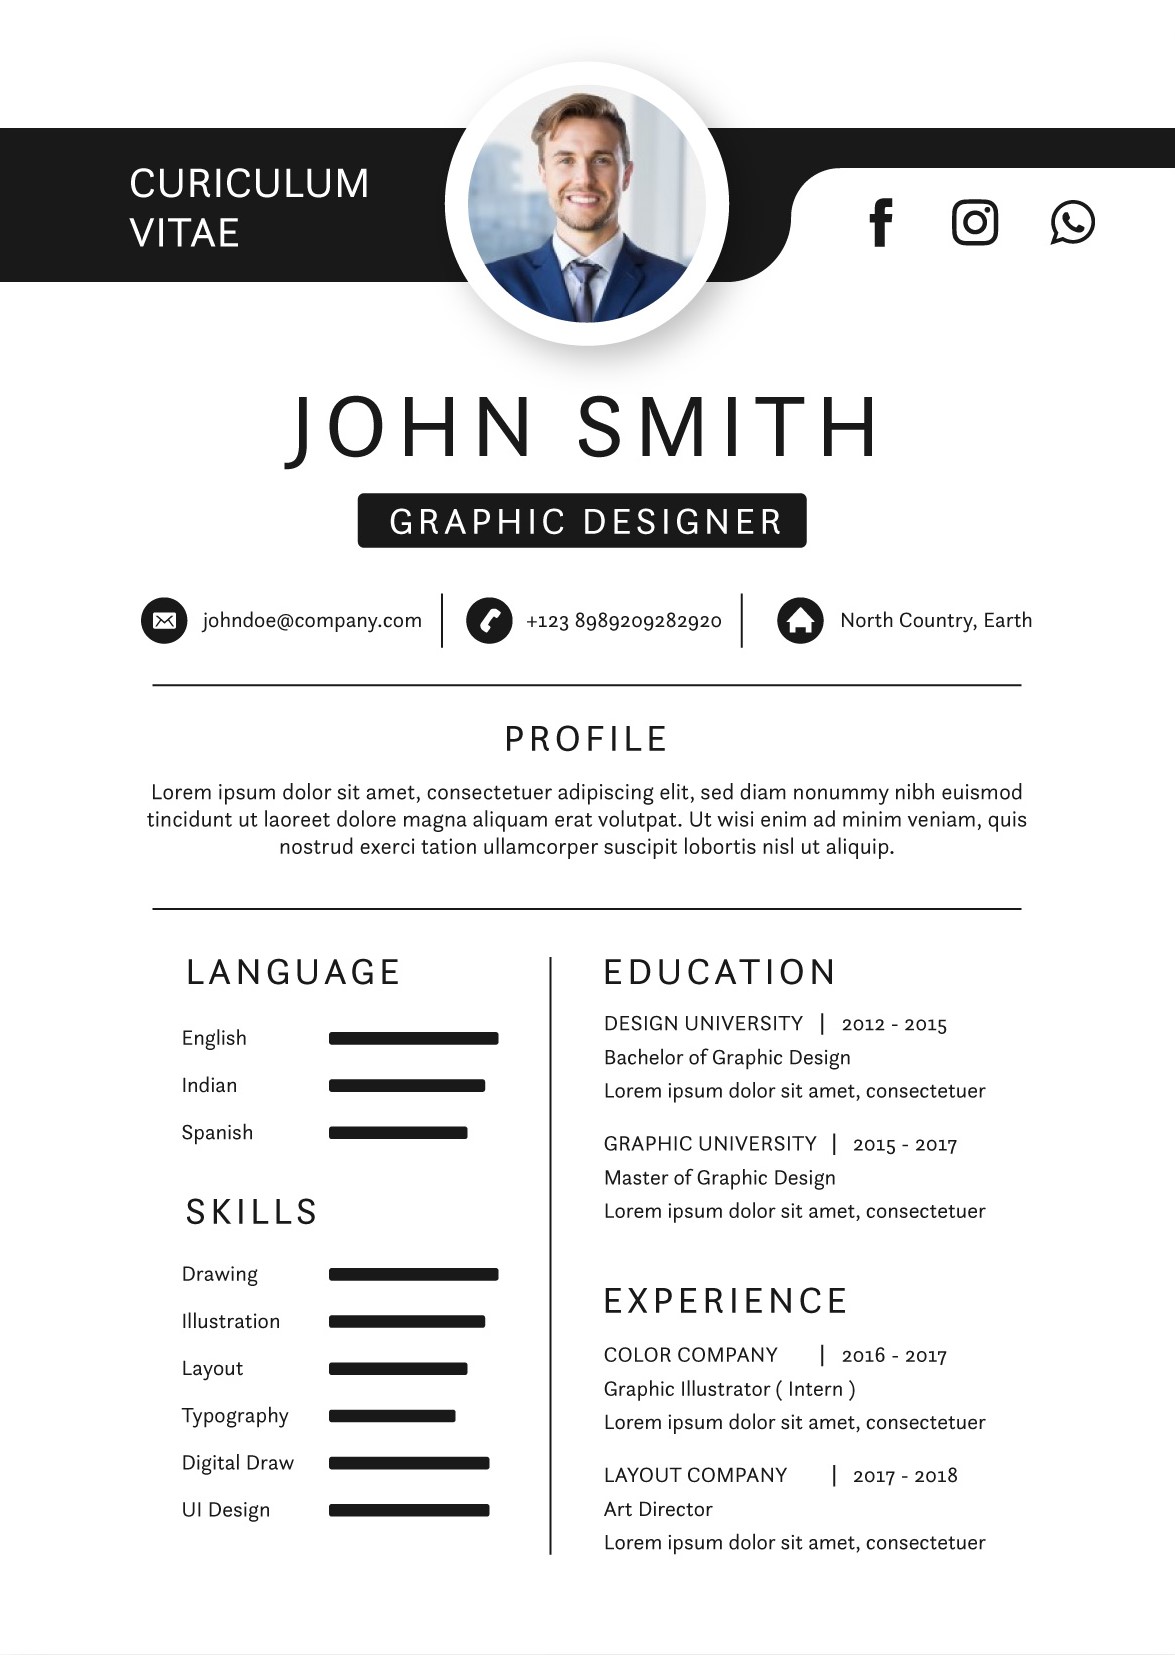 CURICULUM
VITAE
JOHN SMITH
GRAPHIC DESIGNER
johndoe@company.com
+123 8989209282920
North Country, Earth
PROFILE
Lorem ipsum dolor sit amet, consectetuer adipiscing elit, sed diam nonummy nibh euismod
tincidunt ut laoreet dolore magna aliquam erat volutpat. Ut wisi enim ad minim veniam, quis
nostrud exerci tation ullamcorper suscipit lobortis nisl ut aliquip.
LANGUAGE
English
Indian
Spanish
SKILLS
Drawing
Illustration
Layout
Typography
Digital Draw
UI Design
EDUCATION
DESIGN UNIVERSITY | 2012 - 2015
Bachelor of Graphic Design
Lorem ipsum dolor sit amet, consectetuer
GRAPHIC UNIVERSITY | 2015 - 2017
Master of Graphic Design
Lorem ipsum dolor sit amet, consectetuer
EXPERIENCE
COLOR COMPANY | 2016 - 2017
Graphic Illustrator ( Intern )
Lorem ipsum dolor sit amet, consectetuer
LAYOUT COMPANY | 2017 - 2018
Art Director
Lorem ipsum dolor sit amet, consectetuer